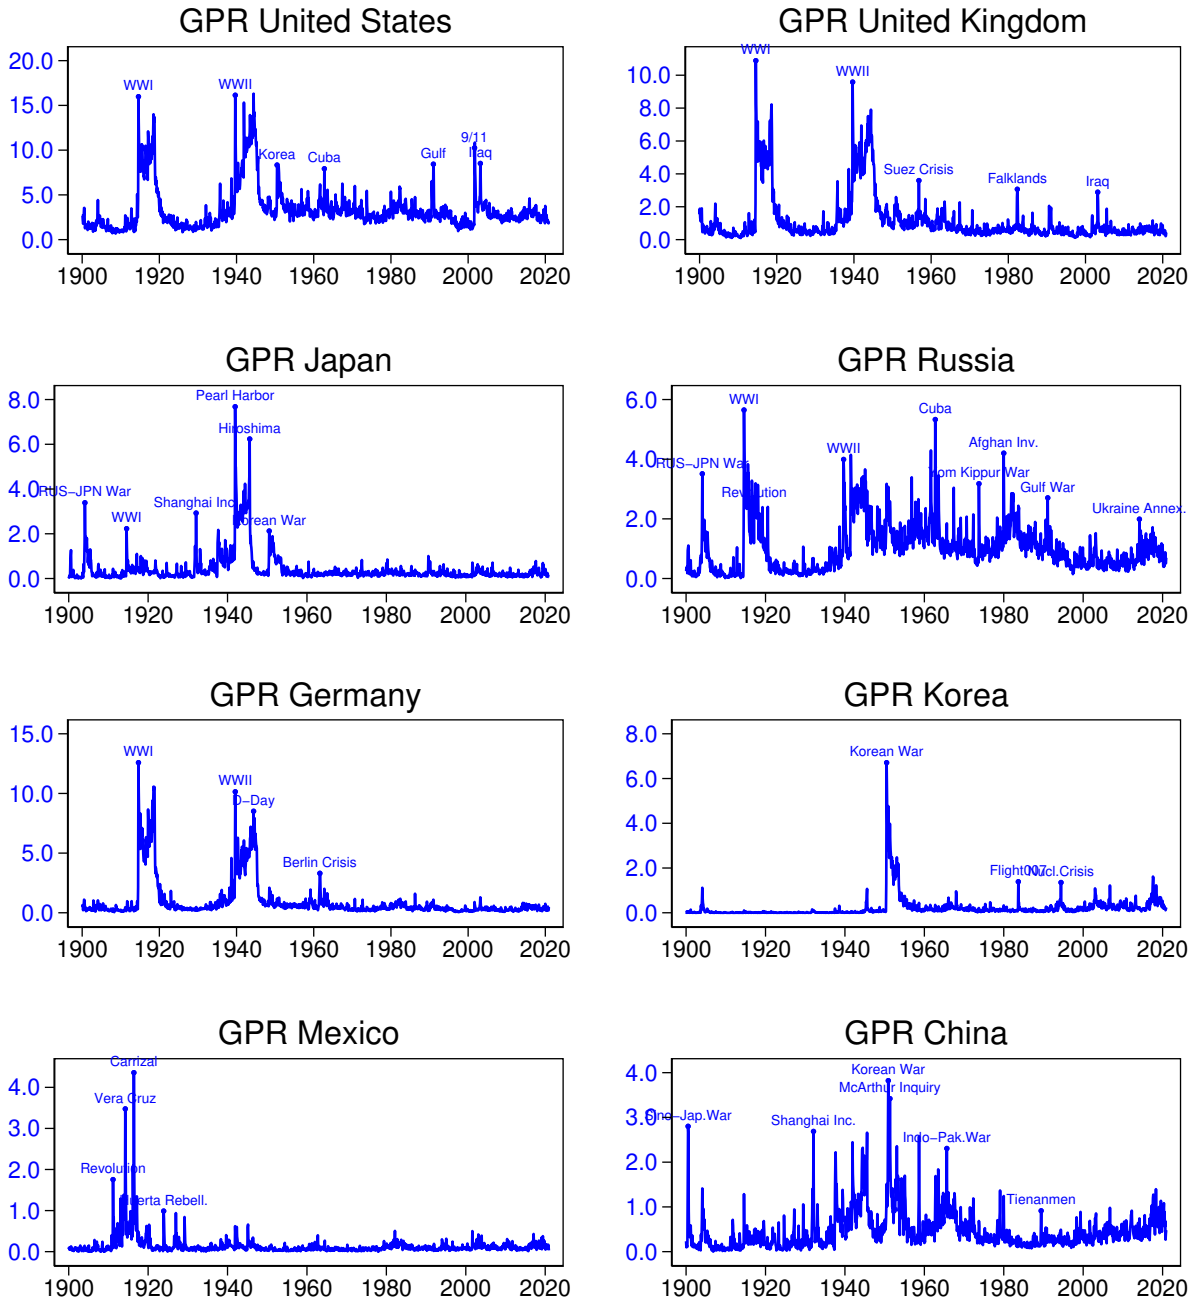 GPR United States
20.0
15.0
10.0
5.0
0.0
WWI
WWII
Korea
Cuba
Gulf
9/11
Iraq
1900 1920 1940 1960 1980 2000 2020
GPR United Kingdom
10.0
8.0
6.0
4.0
2.0
0.0
WWI
WWII
Suez Crisis
Falklands
Iraq
1900 1920 1940 1960 1980 2000 2020
GPR Japan
8.0
6.0
4.0
2.0
0.0
Pearl Harbor
Hiroshima
RUS-JPN War
WWI
Shanghai Inc.
Korean War
1900 1920 1940 1960 1980 2000 2020
GPR Russia
6.0
4.0
2.0
0.0
WWI
Cuba
WWII
Afghan Inv.
RUS-JPN War
Yom Kippur War
Revolution
Gulf War
Ukraine Annex.
1900 1920 1940 1960 1980 2000 2020
GPR Germany
15.0
10.0
5.0
0.0
WWI
WWII
D-Day
Berlin Crisis
1900 1920 1940 1960 1980 2000 2020
GPR Korea
8.0
6.0
4.0
2.0
0.0
Korean War
Flight007
Nucl.Crisis
1900 1920 1940 1960 1980 2000 2020
GPR Mexico
4.0
3.0
2.0
1.0
0.0
Carrizal
Vera Cruz
Revolution
Huerta Rebell.
1900 1920 1940 1960 1980 2000 2020
GPR China
4.0
3.0
2.0
1.0
0.0
Korean War
McArthur Inquiry
Sino-Jap.War
Shanghai Inc.
Indo-Pak.War
Tienanmen
1900 1920 1940 1960 1980 2000 2020